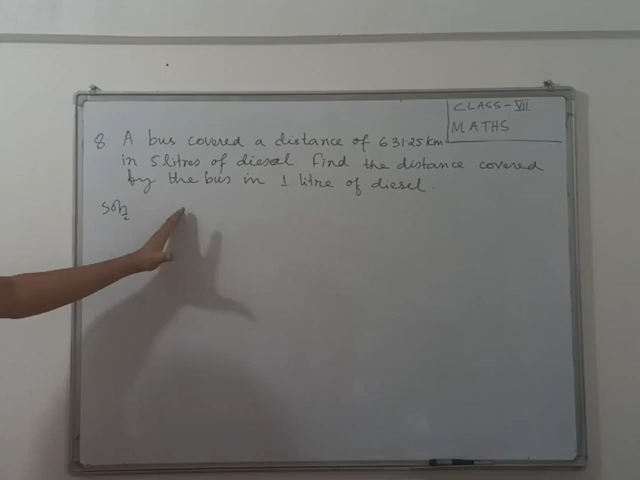 CLASS-VII
MATHS
8 A bus covered a distance of 631.25 km
in 5 litres of diesel Find the distance covered
by the bus in 1 litre of diesel.
Soln